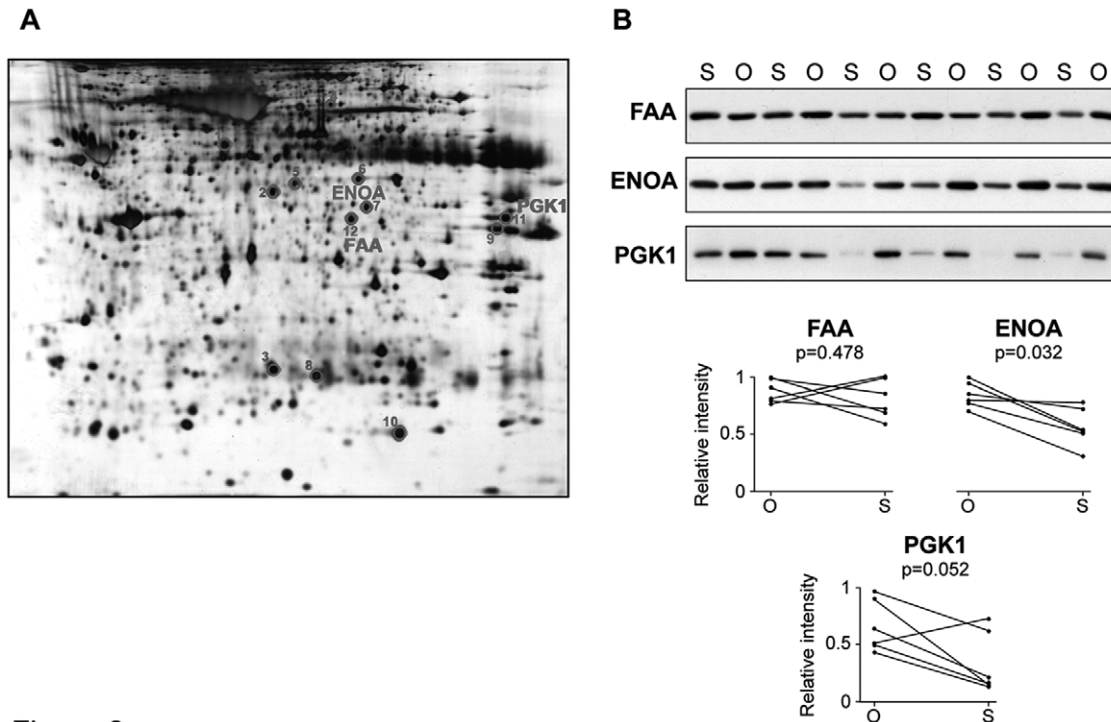 A
2
5
6
ENOA
7
12
FAA
PGK1
11
9
3
8
10
B
S O S O S O S O S O S O
FAA
ENOA
PGK1
FAA
p=0.478
Relative intensity
1
0.5
0
O S
ENOA
p=0.032
O S
PGK1
p=0.052
Relative intensity
1
0.5
0
O S